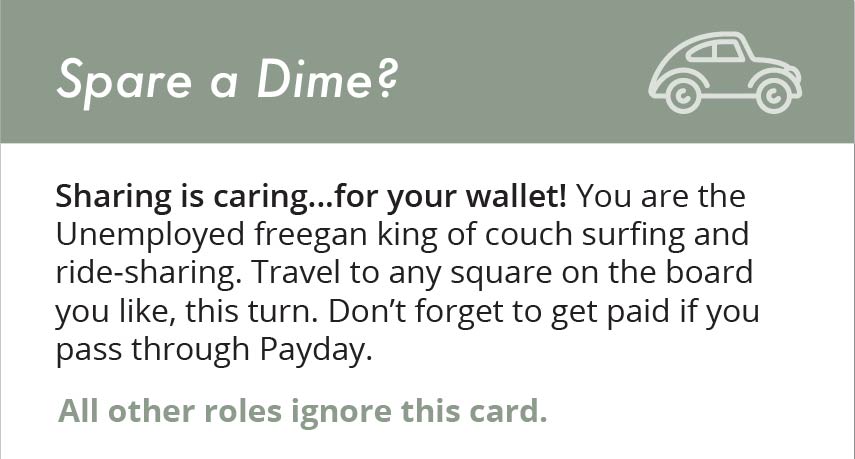 Spare a Dime?
Sharing is caring...for your wallet! You are the
Unemployed freegan king of couch surfing and
ride-sharing. Travel to any square on the board
you like, this turn. Don’t forget to get paid if you
pass through Payday.
All other roles ignore this card.